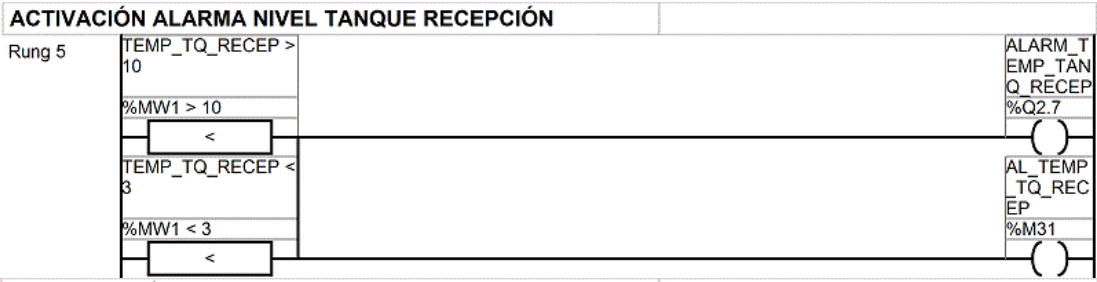 ACTIVACIÓN ALARMA NIVEL TANQUE RECEPCIÓN
Rung 5
TEMP_TQ_RECEP >
10
%MW1 > 10
<
ALARM_T
EMP_TAN
Q_RECEP
%Q2.7
( )
TEMP_TQ_RECEP <
3
%MW1 < 3
<
AL_TEMP
_TQ_REC
EP
%M31
( )